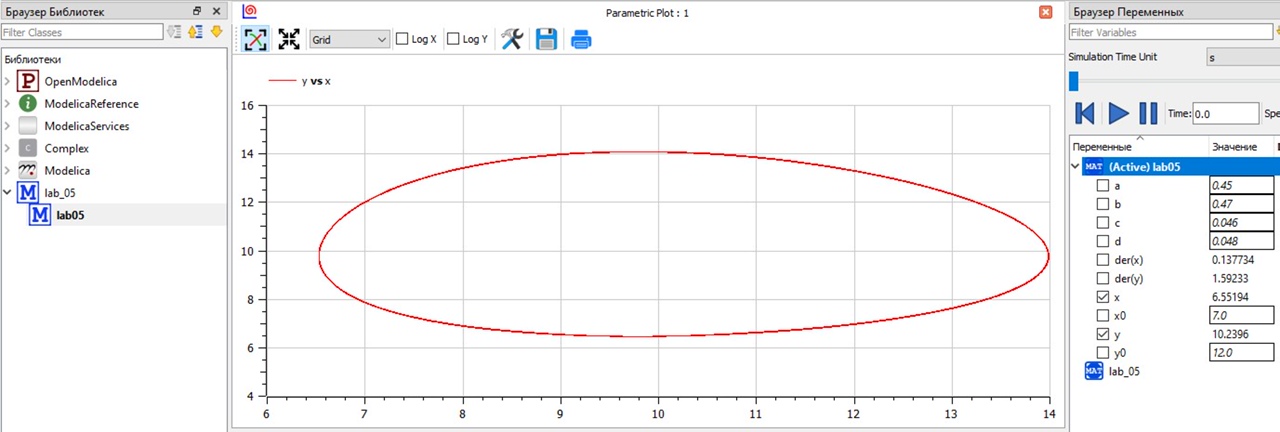 Браузер Библиотек
Filter Classes
Библиотеки
P OpenModelica
i ModelicaReference
ModelicaServices
C Complex
Modelica
M lab_05
M lab05
Parametric Plot : 1
Grid
Log X
Log Y
y vs x
16
14
12
10
8
6
4
6 7 8 9 10 11 12 13 14
Браузер Переменных
Filter Variables
Simulation Time Unit s
Time: 0.0 Spe
Переменные Значение
MAT (Active) lab05
a 0.45
b 0.47
c 0.046
d 0.048
der(x) 0.137734
der(y) 1.59233
x 6.55194
x0 7.0
y 10.2396
y0 12.0
MAT lab_05